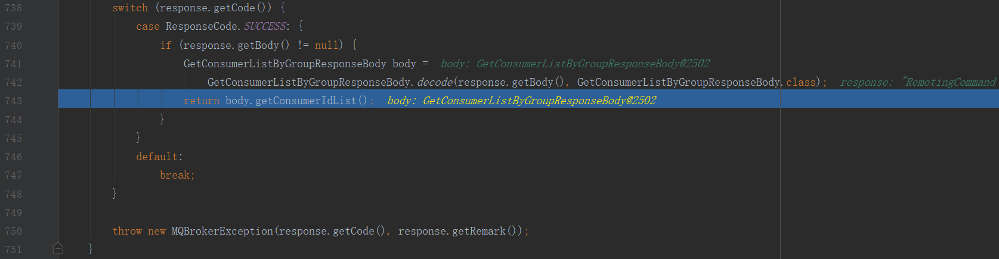 738 switch (response.getCode()) {
739 case ResponseCode.SUCCESS: {
740 if (response.getBody() != null) {
741 GetConsumerListByGroupResponseBody body = body: GetConsumerListByGroupResponseBody@2502
742 GetConsumerListByGroupResponseBody.decode(response.getBody(), GetConsumerListByGroupResponseBody.class); response: "RemotingCommand
743 return body.getConsumerIdList(); body: GetConsumerListByGroupResponseBody@2502
744 }
745 }
746 default:
747 break;
748 }
749
750 throw new MQBrokerException(response.getCode(), response.getRemark());
751 }